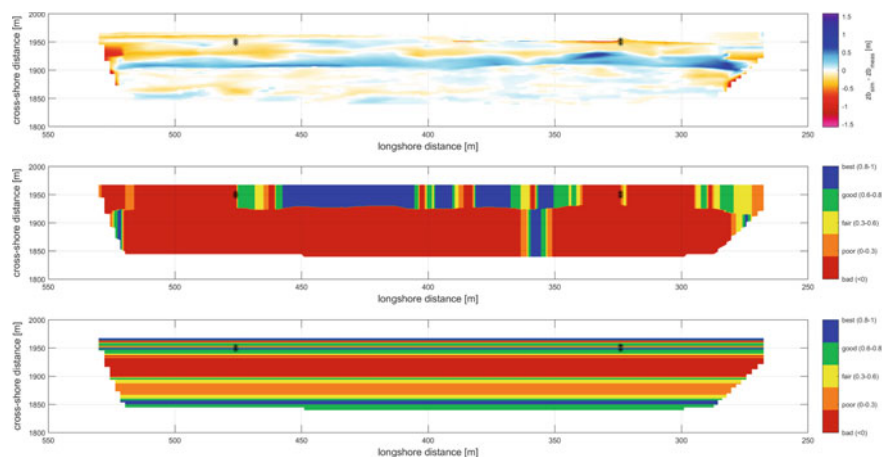 2000
1950
1900
1850
1800
cross-shore distance [m]
550 500 450 400 350 300 250
longshore distance [m]
1.5
1
0.5
0
-0.5
-1
-1.5
zb_sim - zb_meas [m]
2000
1950
1900
1850
1800
cross-shore distance [m]
550 500 450 400 350 300 250
longshore distance [m]
best (0.8-1)
good (0.6-0.8
fair (0.3-0.6)
poor (0-0.3)
bad (<0)
2000
1950
1900
1850
1800
cross-shore distance [m]
550 500 450 400 350 300 250
longshore distance [m]
best (0.8-1)
good (0.6-0.8
fair (0.3-0.6)
poor (0-0.3)
bad (<0)